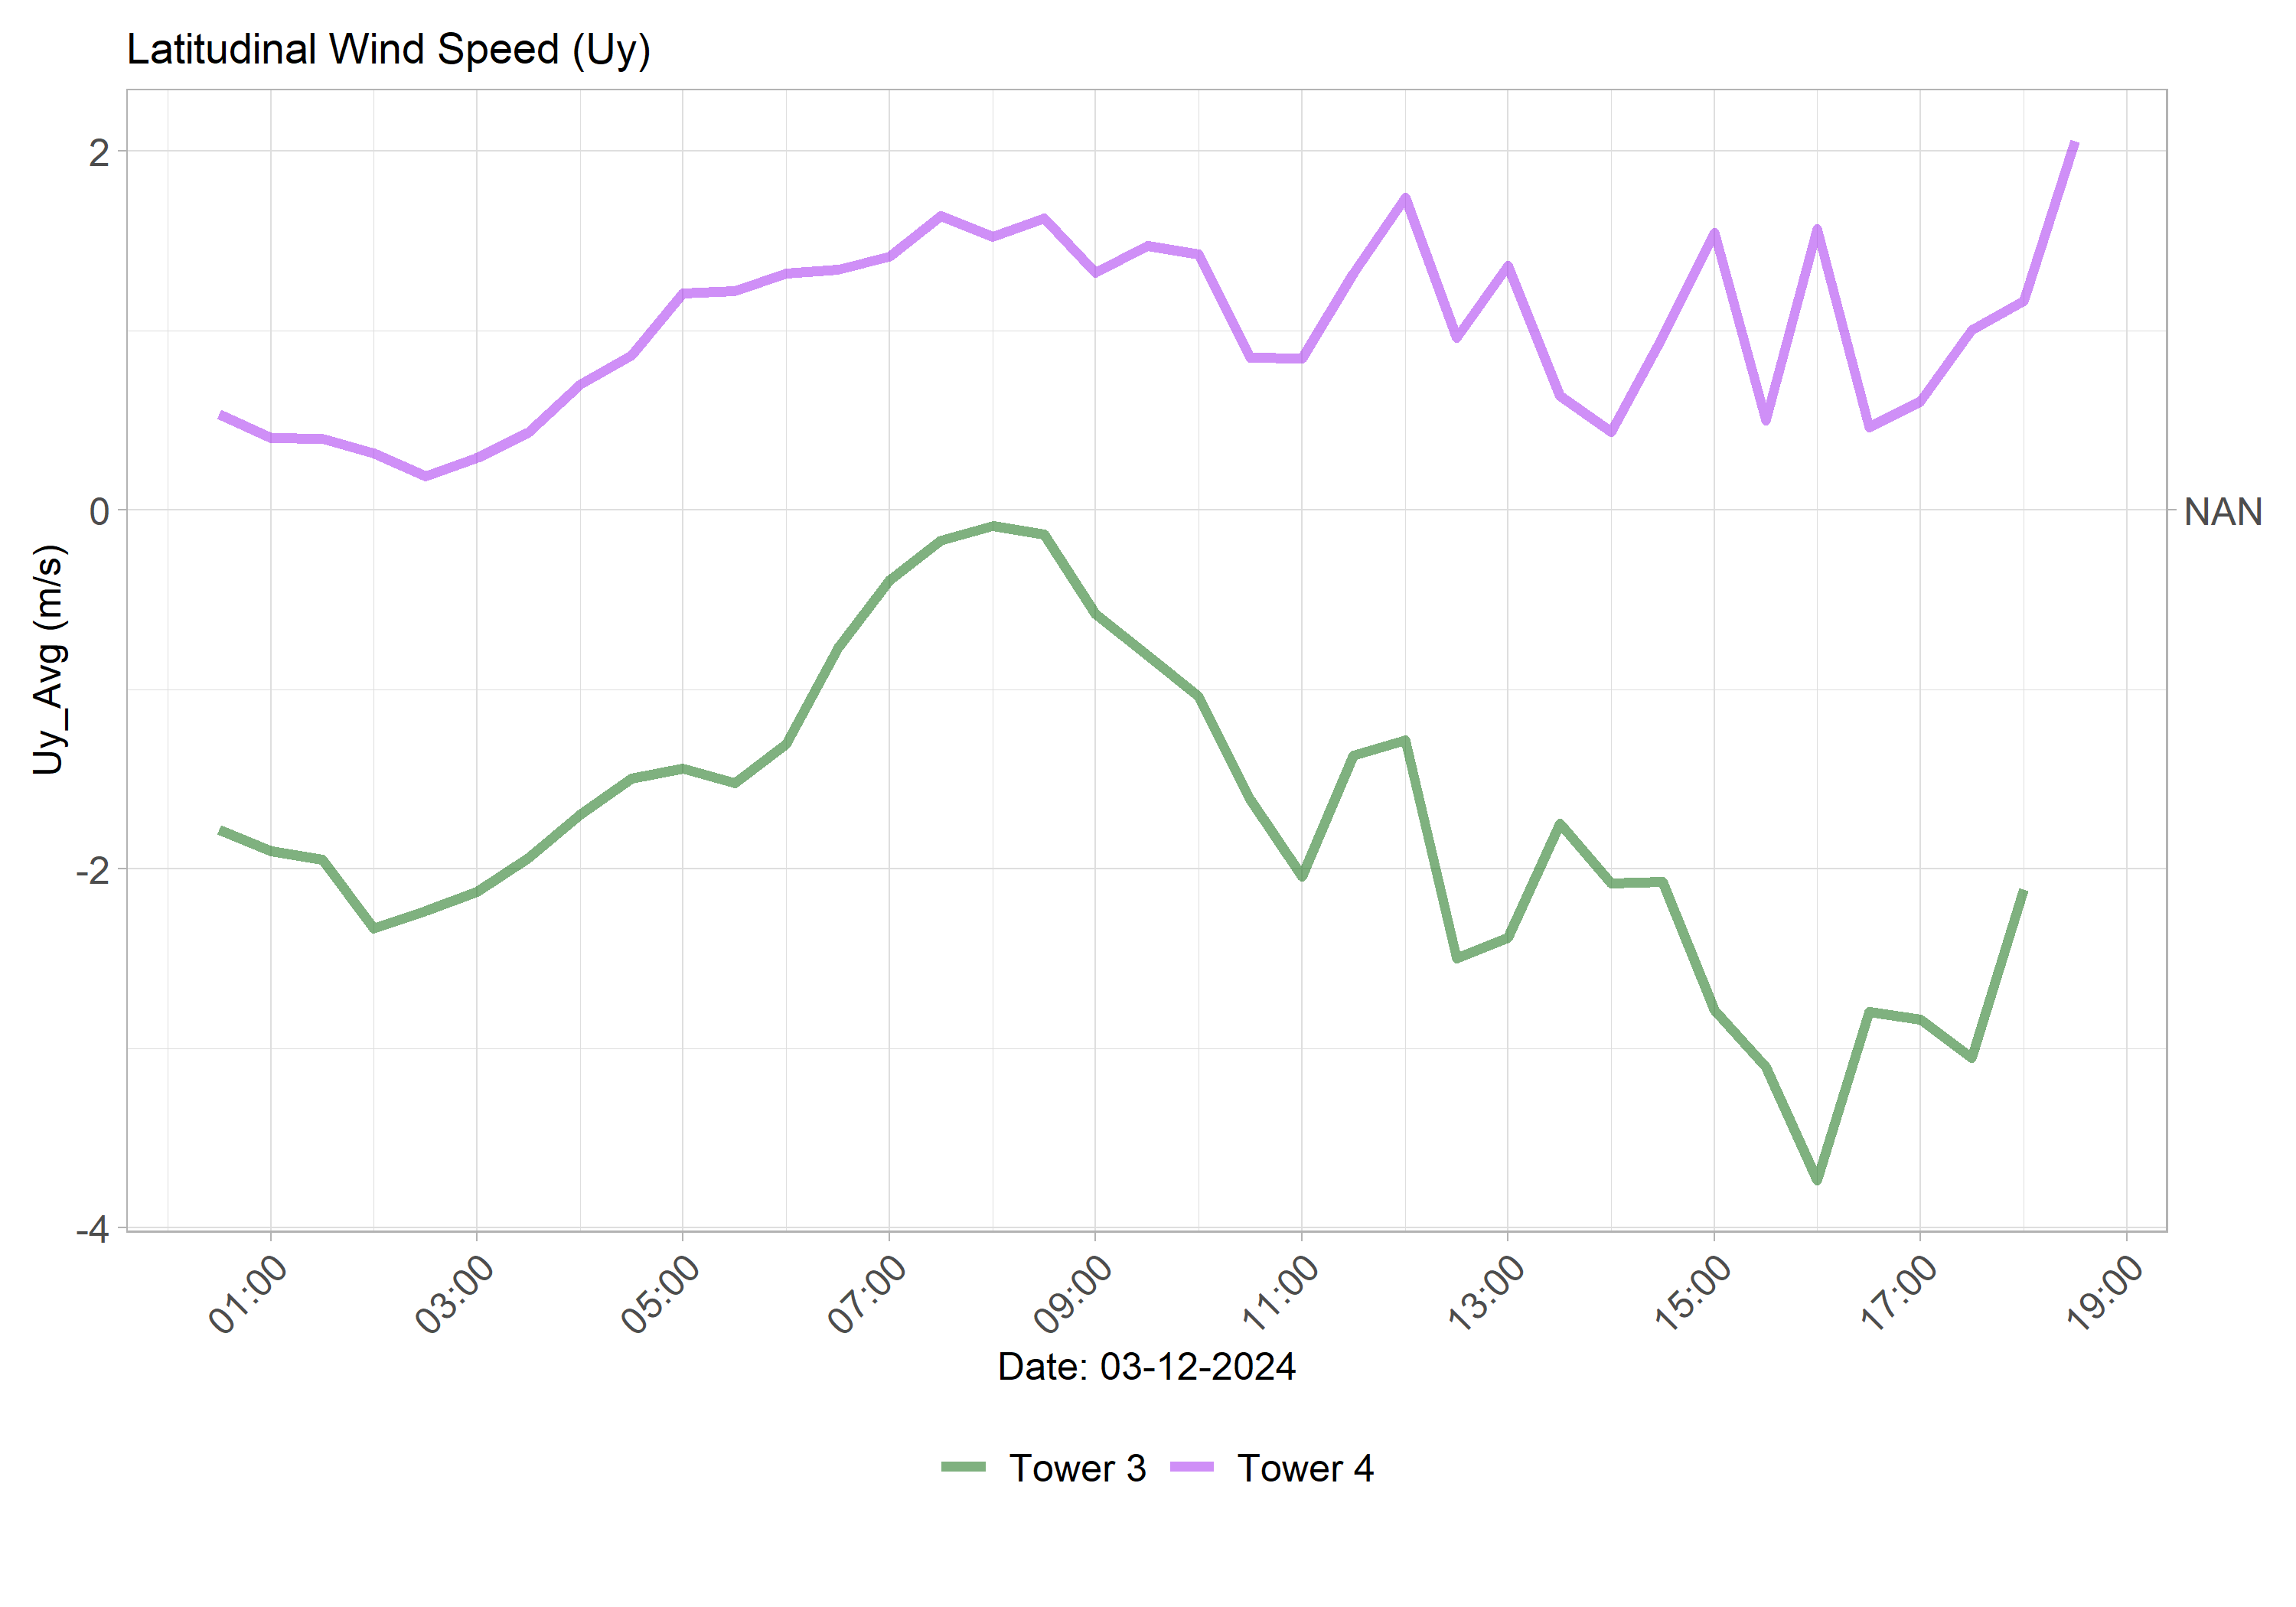 Latitudinal Wind Speed (Uy)
Uy_Avg (m/s)
2
0
-2
-4
NAN
01:00 03:00 05:00 07:00 09:00 11:00 13:00 15:00 17:00 19:00
Date: 03-12-2024
Tower 3 Tower 4